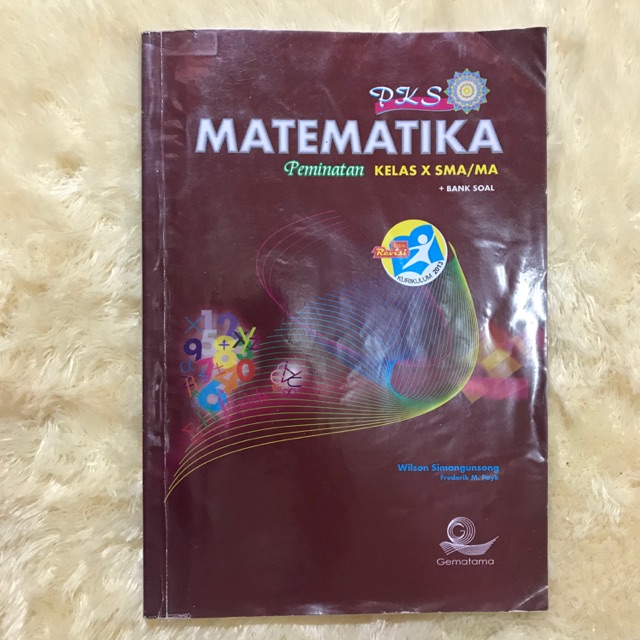 PKS
MATEMATIKA
Peminatan KELAS X SMA/MA
+ BANK SOAL
Revisi
KURIKULUM 2013
Wilson Simangunsong
Frederik M. Poyk
G
Gematama